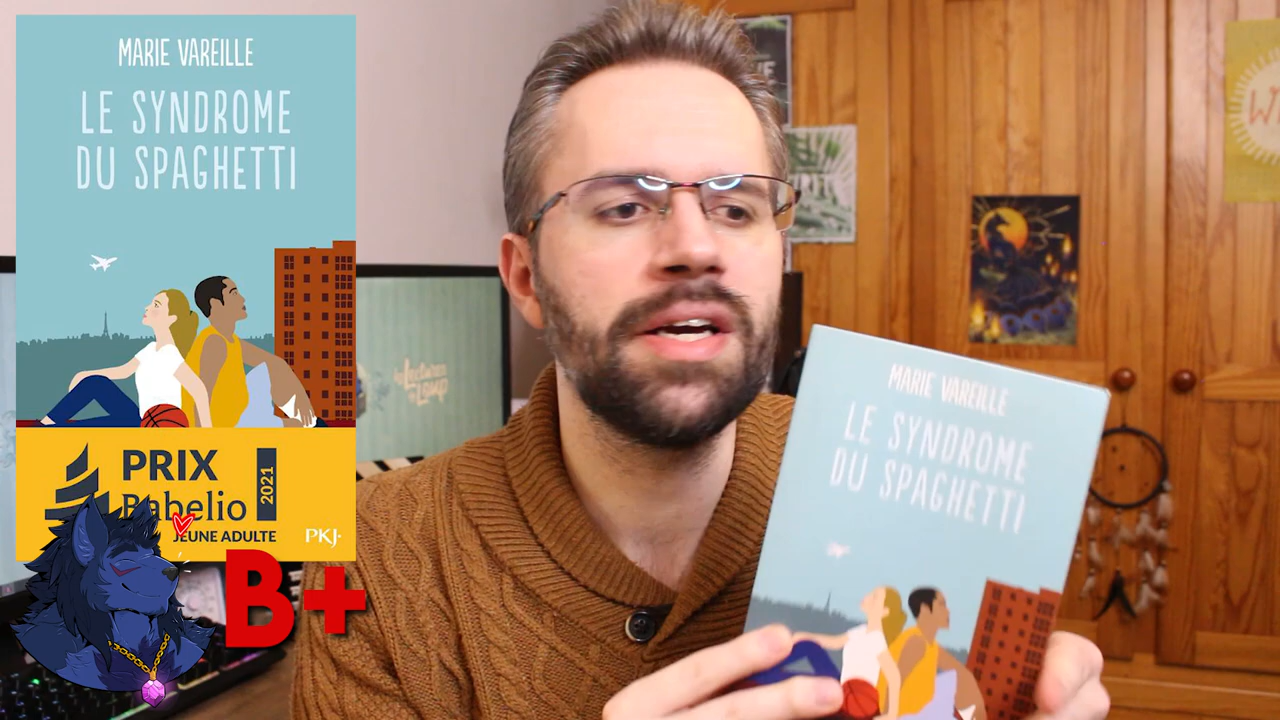 MARIE VAREILLE
LE SYNDROME
DU SPAGHETTI
PRIX
Babelio
2021
JEUNE ADULTE
PKJ·
B+
MARIE VAREILLE
LE SYNDROME
DU SPAGHETTI